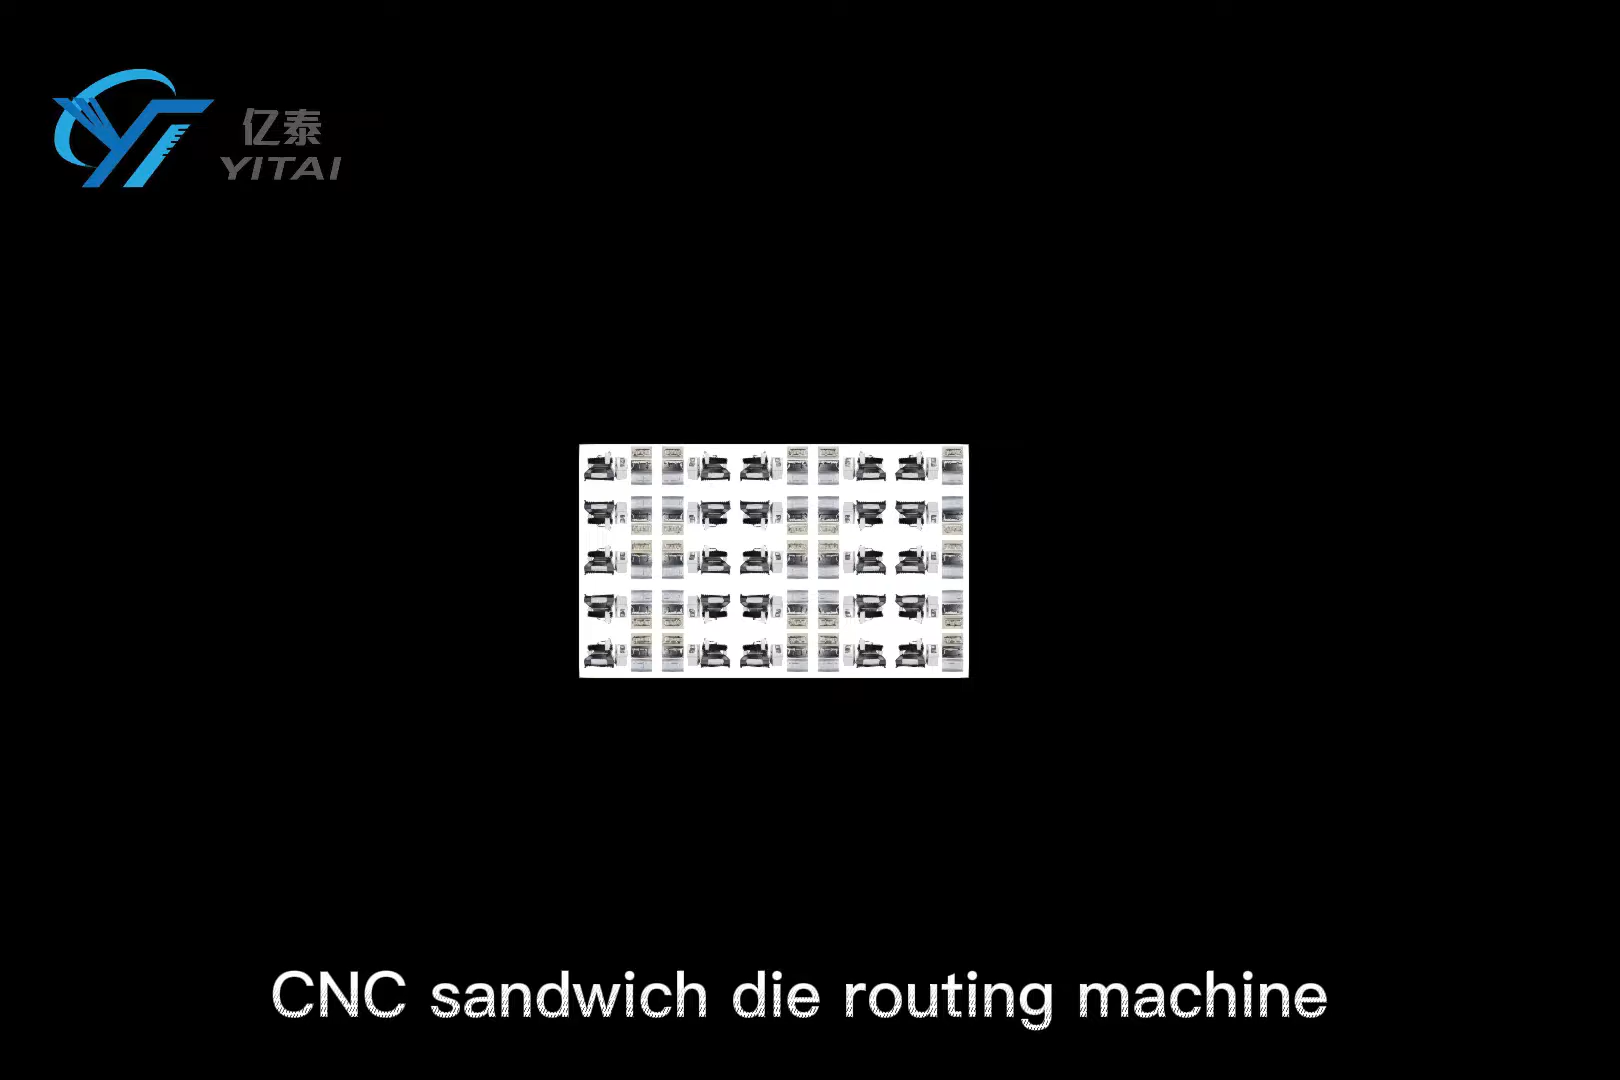 亿泰
YITAI
CNC sandwich die routing machine